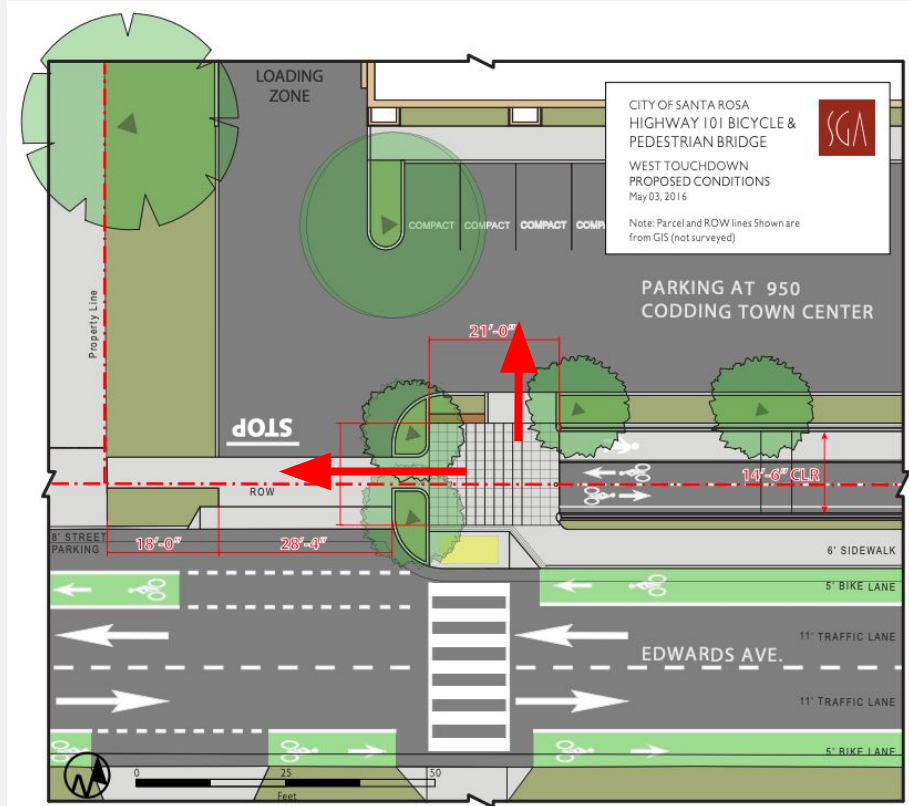 LOADING
ZONE
CITY OF SANTA ROSA
HIGHWAY 101 BICYCLE &
PEDESTRIAN BRIDGE
WEST TOUCHDOWN
PROPOSED CONDITIONS
May 03, 2016
Note: Parcel and ROW lines Shown are
from GIS (not surveyed)
SGA
COMPACT
COMPACT
COMPACT
COMPA
PARKING AT 950
CODDING TOWN CENTER
Property Line
21'-0"
STOP
14'-6" CLR
ROW
8' STREET
PARKING
18'-0"
28'-4"
6' SIDEWALK
5' BIKE LANE
11' TRAFFIC LANE
EDWARDS AVE.
11' TRAFFIC LANE
5' BIKE LANE
0
25
50
Feet